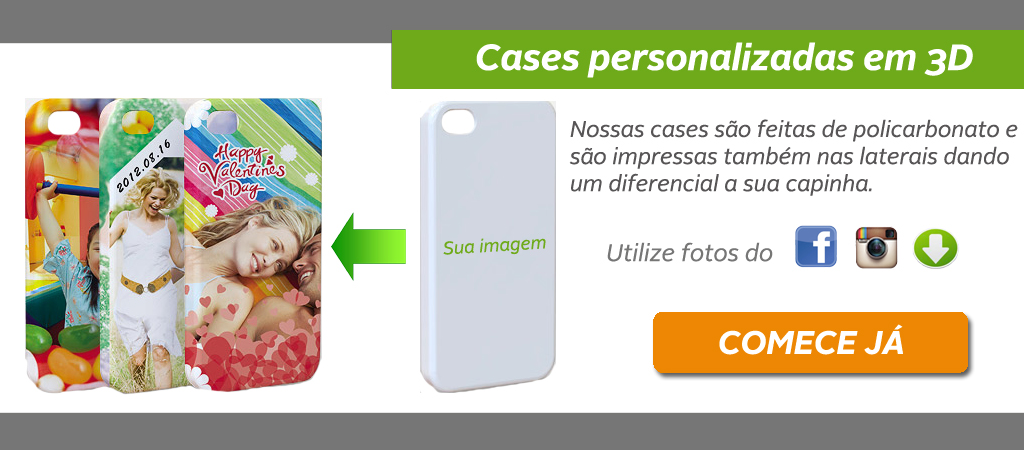 Cases personalizadas em 3D
Nossas cases são feitas de policarbonato e
são impressas também nas laterais dando
um diferencial a sua capinha.
2012.08.16
Happy
Valentine's
Day
Sua imagem
Utilize fotos do
f
COMECE JÁ